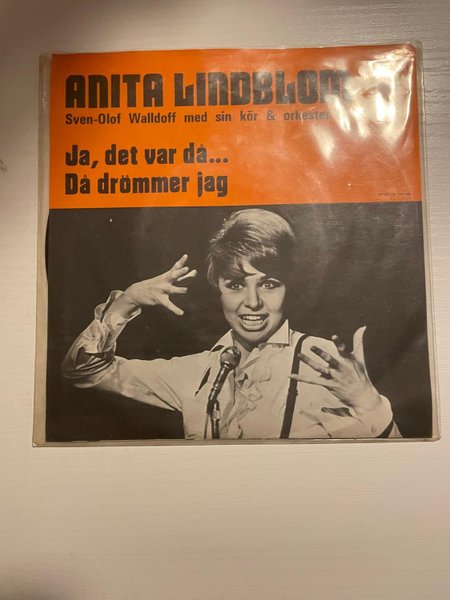 ANITA LINDBLOM
Sven-Olof Walldoff med sin kör & orkester
Ja, det var då...
Då drömmer jag